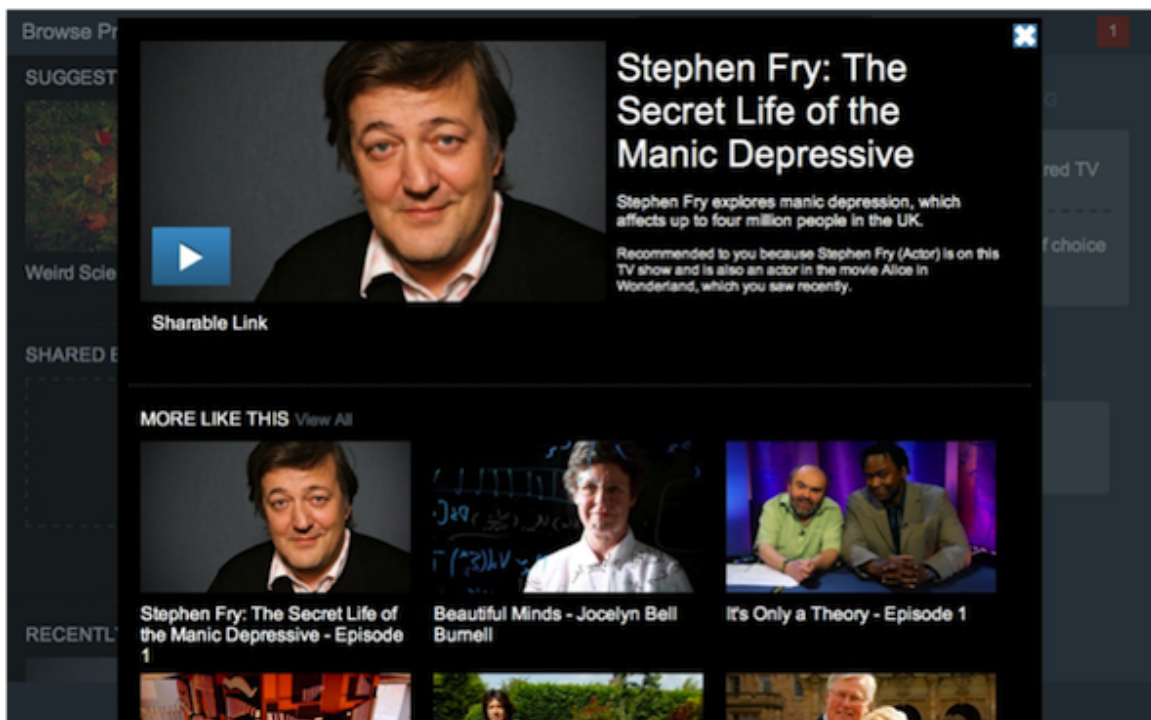 Browse Pr
1
SUGGEST
Weird Scie
SHARED E
RECENTL
G
red TV
f choice
Stephen Fry: The
Secret Life of the
Manic Depressive
Stephen Fry explores manic depression, which
affects up to four million people in the UK.
Recommended to you because Stephen Fry (Actor) is on this
TV show and is also an actor in the movie Alice in
Wonderland, which you saw recently.
Sharable Link
MORE LIKE THIS View All
Stephen Fry: The Secret Life of
the Manic Depressive - Episode
1
Beautiful Minds - Jocelyn Bell
Burnell
It's Only a Theory - Episode 1